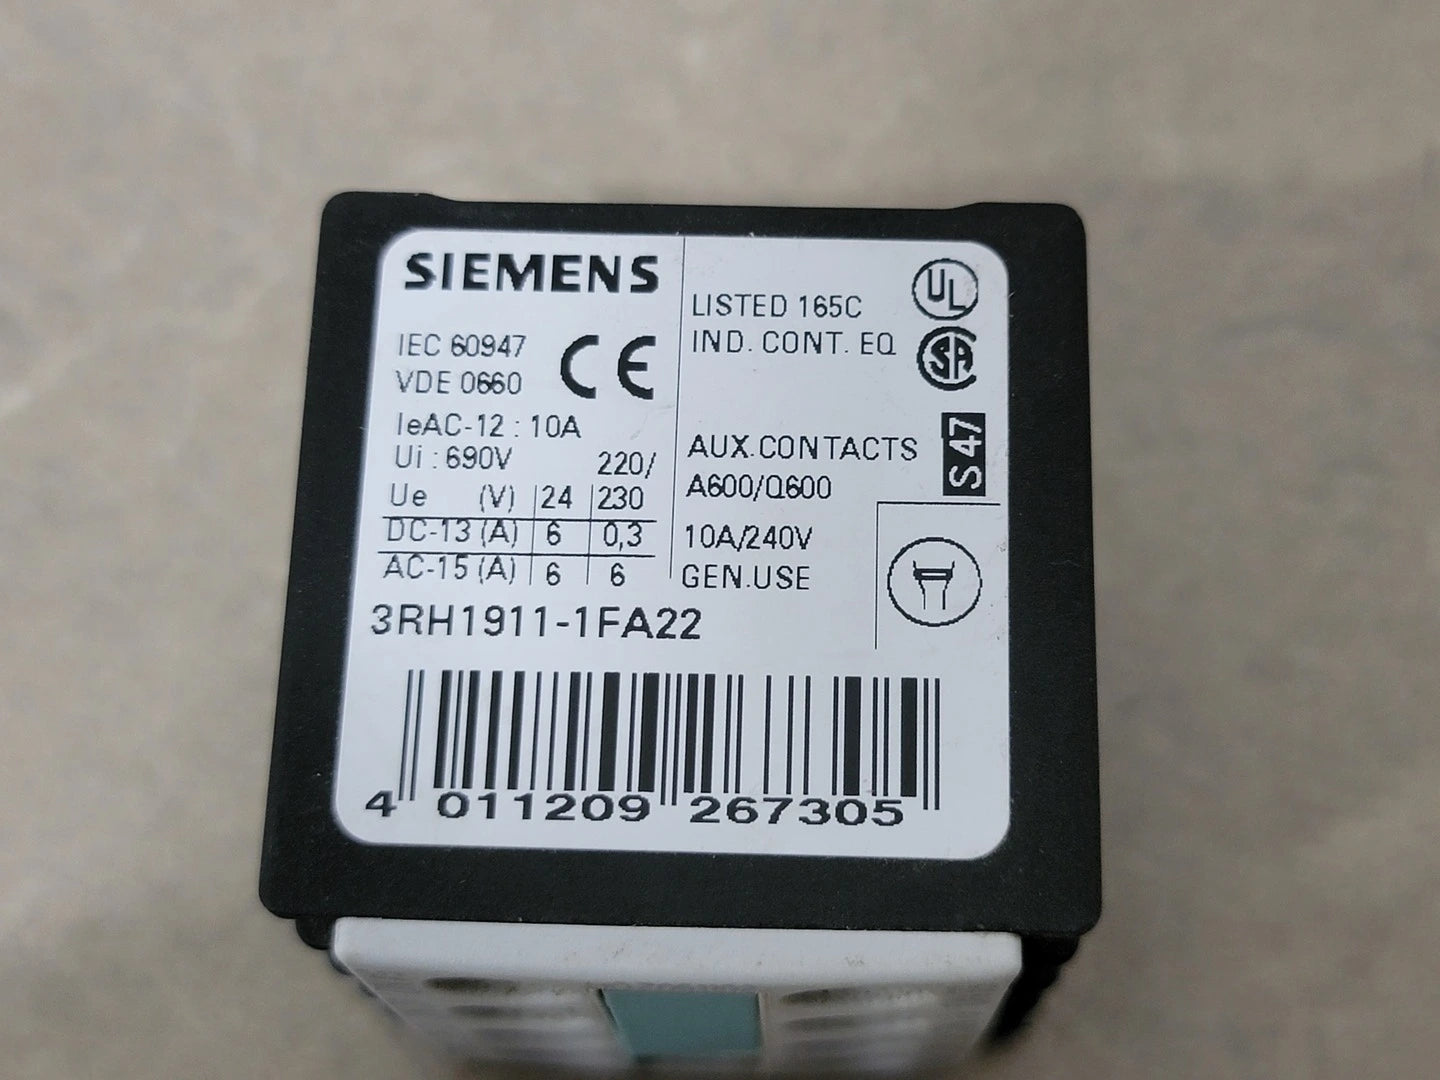 SIEMENS
IEC 60947
VDE 0660
CE
IeAC-12 : 10A
Ui : 690V
220/
Ue (V) 24 230
DC-13 (A) 6 0,3
AC-15 (A) 6 6
LISTED 165C
IND. CONT. EQ
UL
SA
AUX.CONTACTS
A600/Q600
S 47
10A/240V
GEN.USE
3RH1911-1FA22
4 011209 267305